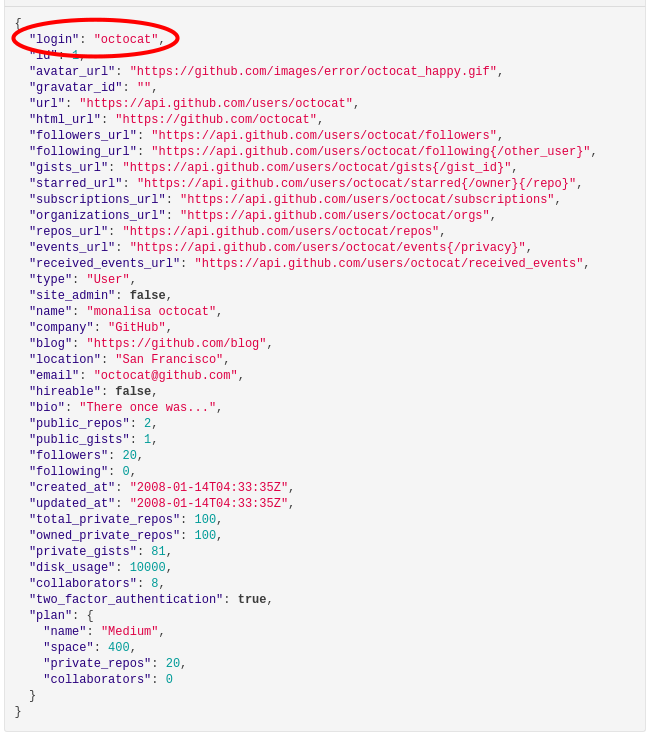 {
  "login": "octocat",
  "id": 1,
  "avatar_url": "https://github.com/images/error/octocat_happy.gif",
  "gravatar_id": "",
  "url": "https://api.github.com/users/octocat",
  "html_url": "https://github.com/octocat",
  "followers_url": "https://api.github.com/users/octocat/followers",
  "following_url": "https://api.github.com/users/octocat/following{/other_user}",
  "gists_url": "https://api.github.com/users/octocat/gists{/gist_id}",
  "starred_url": "https://api.github.com/users/octocat/starred{/owner}{/repo}",
  "subscriptions_url": "https://api.github.com/users/octocat/subscriptions",
  "organizations_url": "https://api.github.com/users/octocat/orgs",
  "repos_url": "https://api.github.com/users/octocat/repos",
  "events_url": "https://api.github.com/users/octocat/events{/privacy}",
  "received_events_url": "https://api.github.com/users/octocat/received_events",
  "type": "User",
  "site_admin": false,
  "name": "monalisa octocat",
  "company": "GitHub",
  "blog": "https://github.com/blog",
  "location": "San Francisco",
  "email": "octocat@github.com",
  "hireable": false,
  "bio": "There once was...",
  "public_repos": 2,
  "public_gists": 1,
  "followers": 20,
  "following": 0,
  "created_at": "2008-01-14T04:33:35Z",
  "updated_at": "2008-01-14T04:33:35Z",
  "total_private_repos": 100,
  "owned_private_repos": 100,
  "private_gists": 81,
  "disk_usage": 10000,
  "collaborators": 8,
  "two_factor_authentication": true,
  "plan": {
    "name": "Medium",
    "space": 400,
    "private_repos": 20,
    "collaborators": 0
  }
}